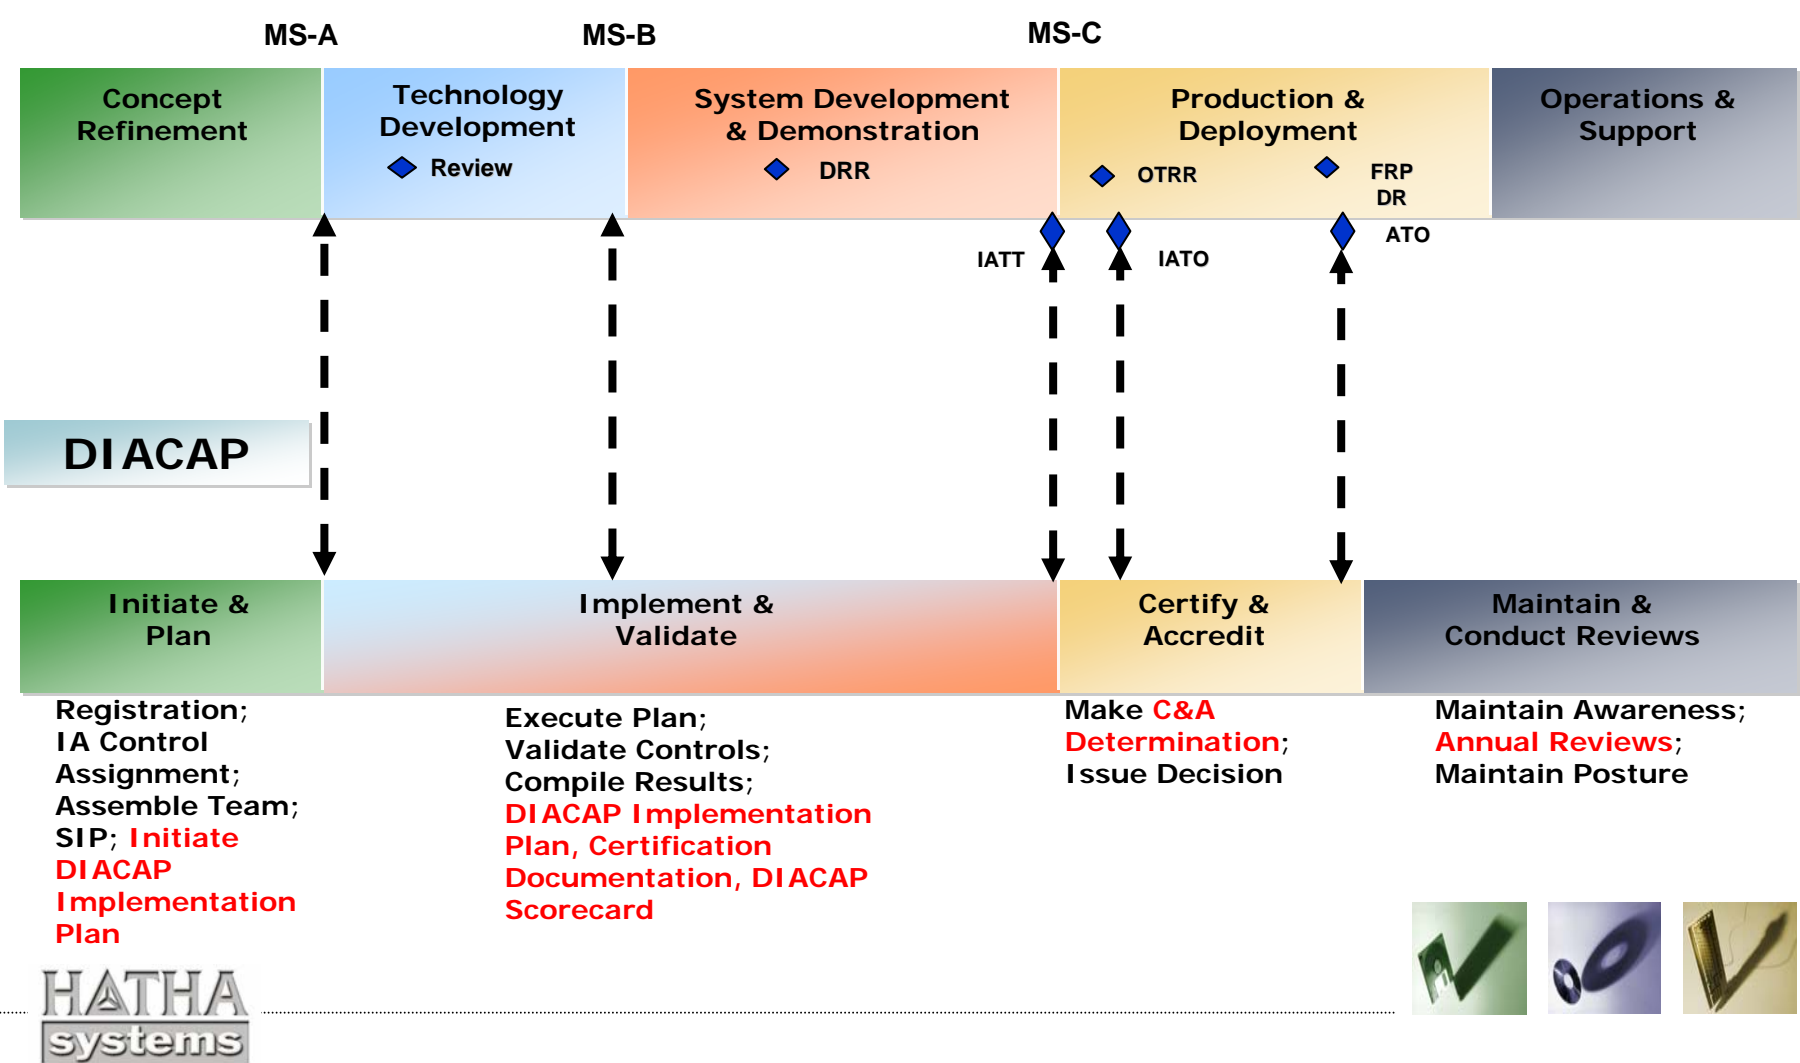 MS-A
MS-B
MS-C
Concept
Refinement
Technology
Development
Review
System Development
& Demonstration
DRR
Production &
Deployment
OTRR
FRP
DR
Operations &
Support
IATT
IATO
ATO
DIACAP
Initiate &
Plan
Implement &
Validate
Certify &
Accredit
Maintain &
Conduct Reviews
Registration;
IA Control
Assignment;
Assemble Team;
SIP; Initiate
DIACAP
Implementation
Plan
Execute Plan;
Validate Controls;
Compile Results;
DIACAP Implementation
Plan, Certification
Documentation, DIACAP
Scorecard
Make C&A
Determination;
Issue Decision
Maintain Awareness;
Annual Reviews;
Maintain Posture
HATHA
systems